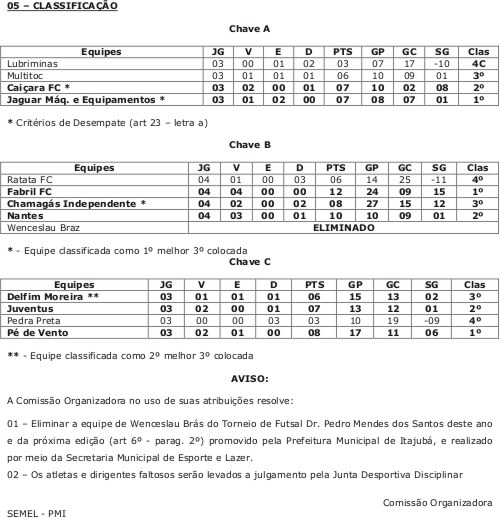 05 – CLASSIFICAÇÃO
Chave A
Equipes JG V E D PTS GP GC SG Clas
Lubriminas 03 00 01 02 03 07 17 -10 4C
Multitoc 03 01 01 01 06 10 09 01 3º
Caiçara FC * 03 02 00 01 07 10 02 08 2º
Jaguar Máq. e Equipamentos * 03 01 02 00 07 08 07 01 1º
* Critérios de Desempate (art 23 – letra a)
Chave B
Equipes JG V E D PTS GP GC SG Clas
Ratata FC 04 01 00 03 06 14 25 -11 4º
Fabril FC 04 04 00 00 12 24 09 15 1º
Chamagás Independente * 04 02 00 02 08 27 15 12 3º
Nantes 04 03 00 01 10 10 09 01 2º
Wenceslau Braz ELIMINADO
* - Equipe classificada como 1º melhor 3º colocada
Chave C
Equipes JG V E D PTS GP GC SG Clas
Delfim Moreira ** 03 01 01 01 06 15 13 02 3º
Juventus 03 02 00 01 07 13 12 01 2º
Pedra Preta 03 00 00 03 03 10 19 -09 4º
Pé de Vento 03 02 01 00 08 17 11 06 1º
** - Equipe classificada como 2º melhor 3º colocada
AVISO:
A Comissão Organizadora no uso de suas atribuições resolve:
01 – Eliminar a equipe de Wenceslau Brás do Torneio de Futsal Dr. Pedro Mendes dos Santos deste ano
e da próxima edição (art 6º - parag. 2º) promovido pela Prefeitura Municipal de Itajubá, e realizado
por meio da Secretaria Municipal de Esporte e Lazer.
02 – Os atletas e dirigentes faltosos serão levados a julgamento pela Junta Desportiva Disciplinar
Comissão Organizadora
SEMEL - PMI